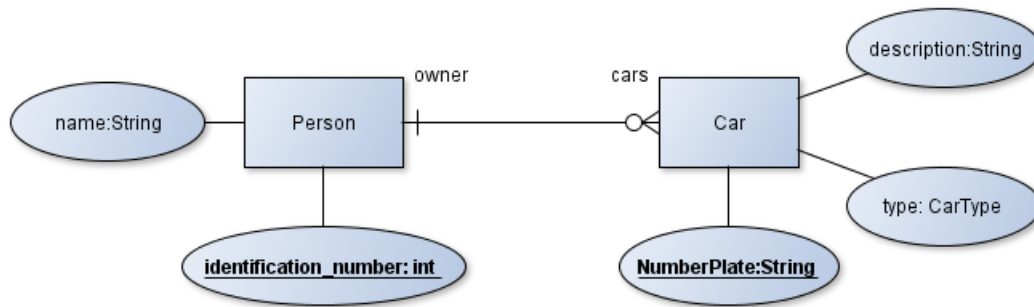 description:String
owner
cars
name:String
Person
Car
type: CarType
identification_number: int
NumberPlate:String